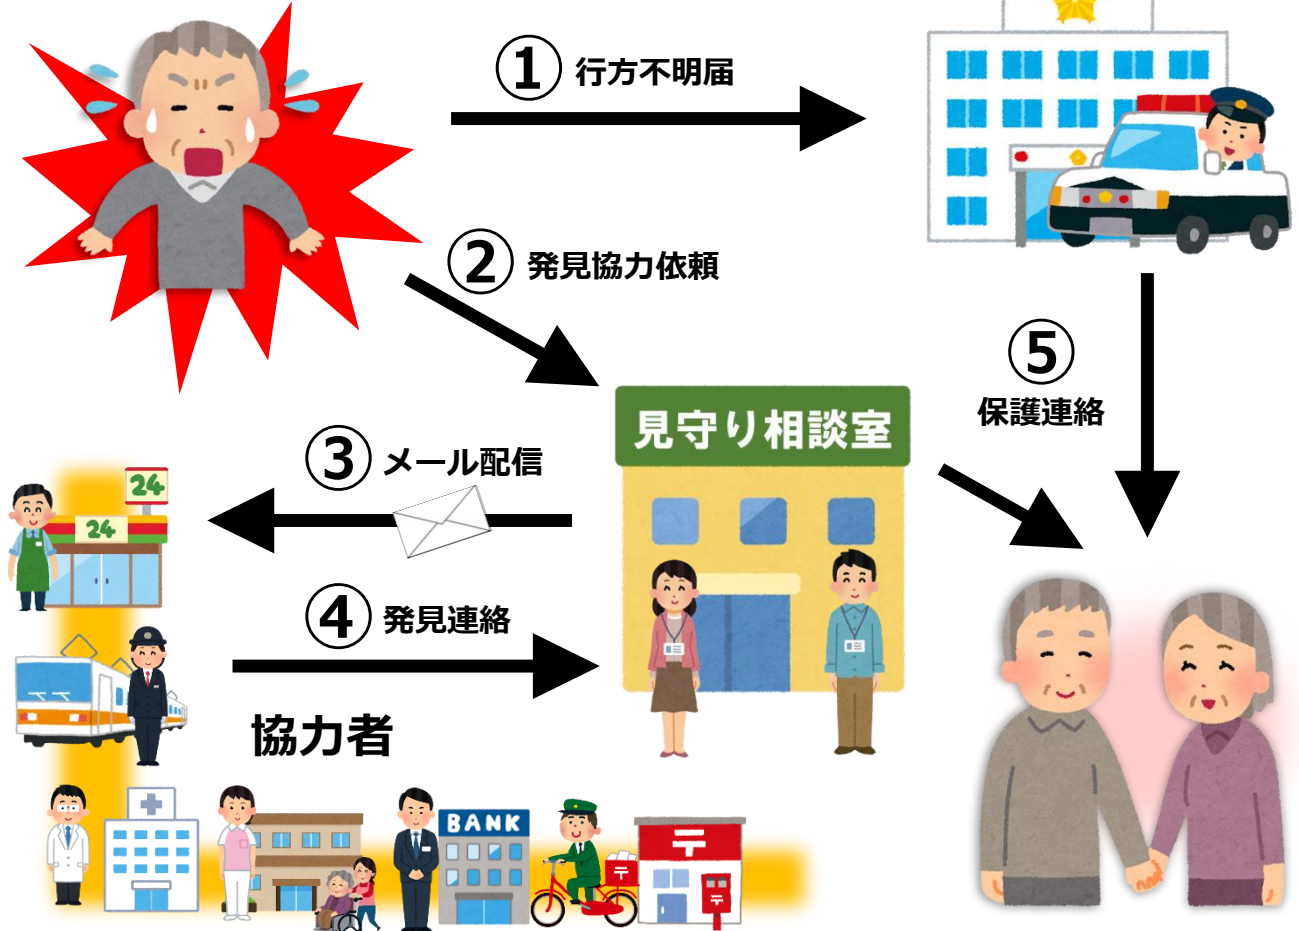 ① 行方不明届
② 発見協力依頼
⑤
保護連絡
見守り相談室
③ メール配信
24
24
④ 発見連絡
協力者
BANK
〒
〒
〒